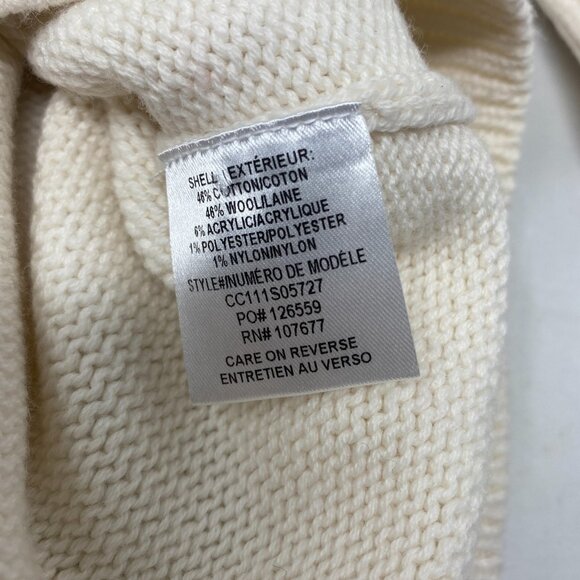 SHELL / EXTÉRIEUR:
46% COTTON/COTON
46% WOOL/LAINE
6% ACRYLIC/ACRYLIQUE
1% POLYESTER/POLYESTER
1% NYLON/NYLON
STYLE#/NUMÉRO DE MODÈLE
CC111S05727
PO# 126559
RN# 107677
CARE ON REVERSE
ENTRETIEN AU VERSO